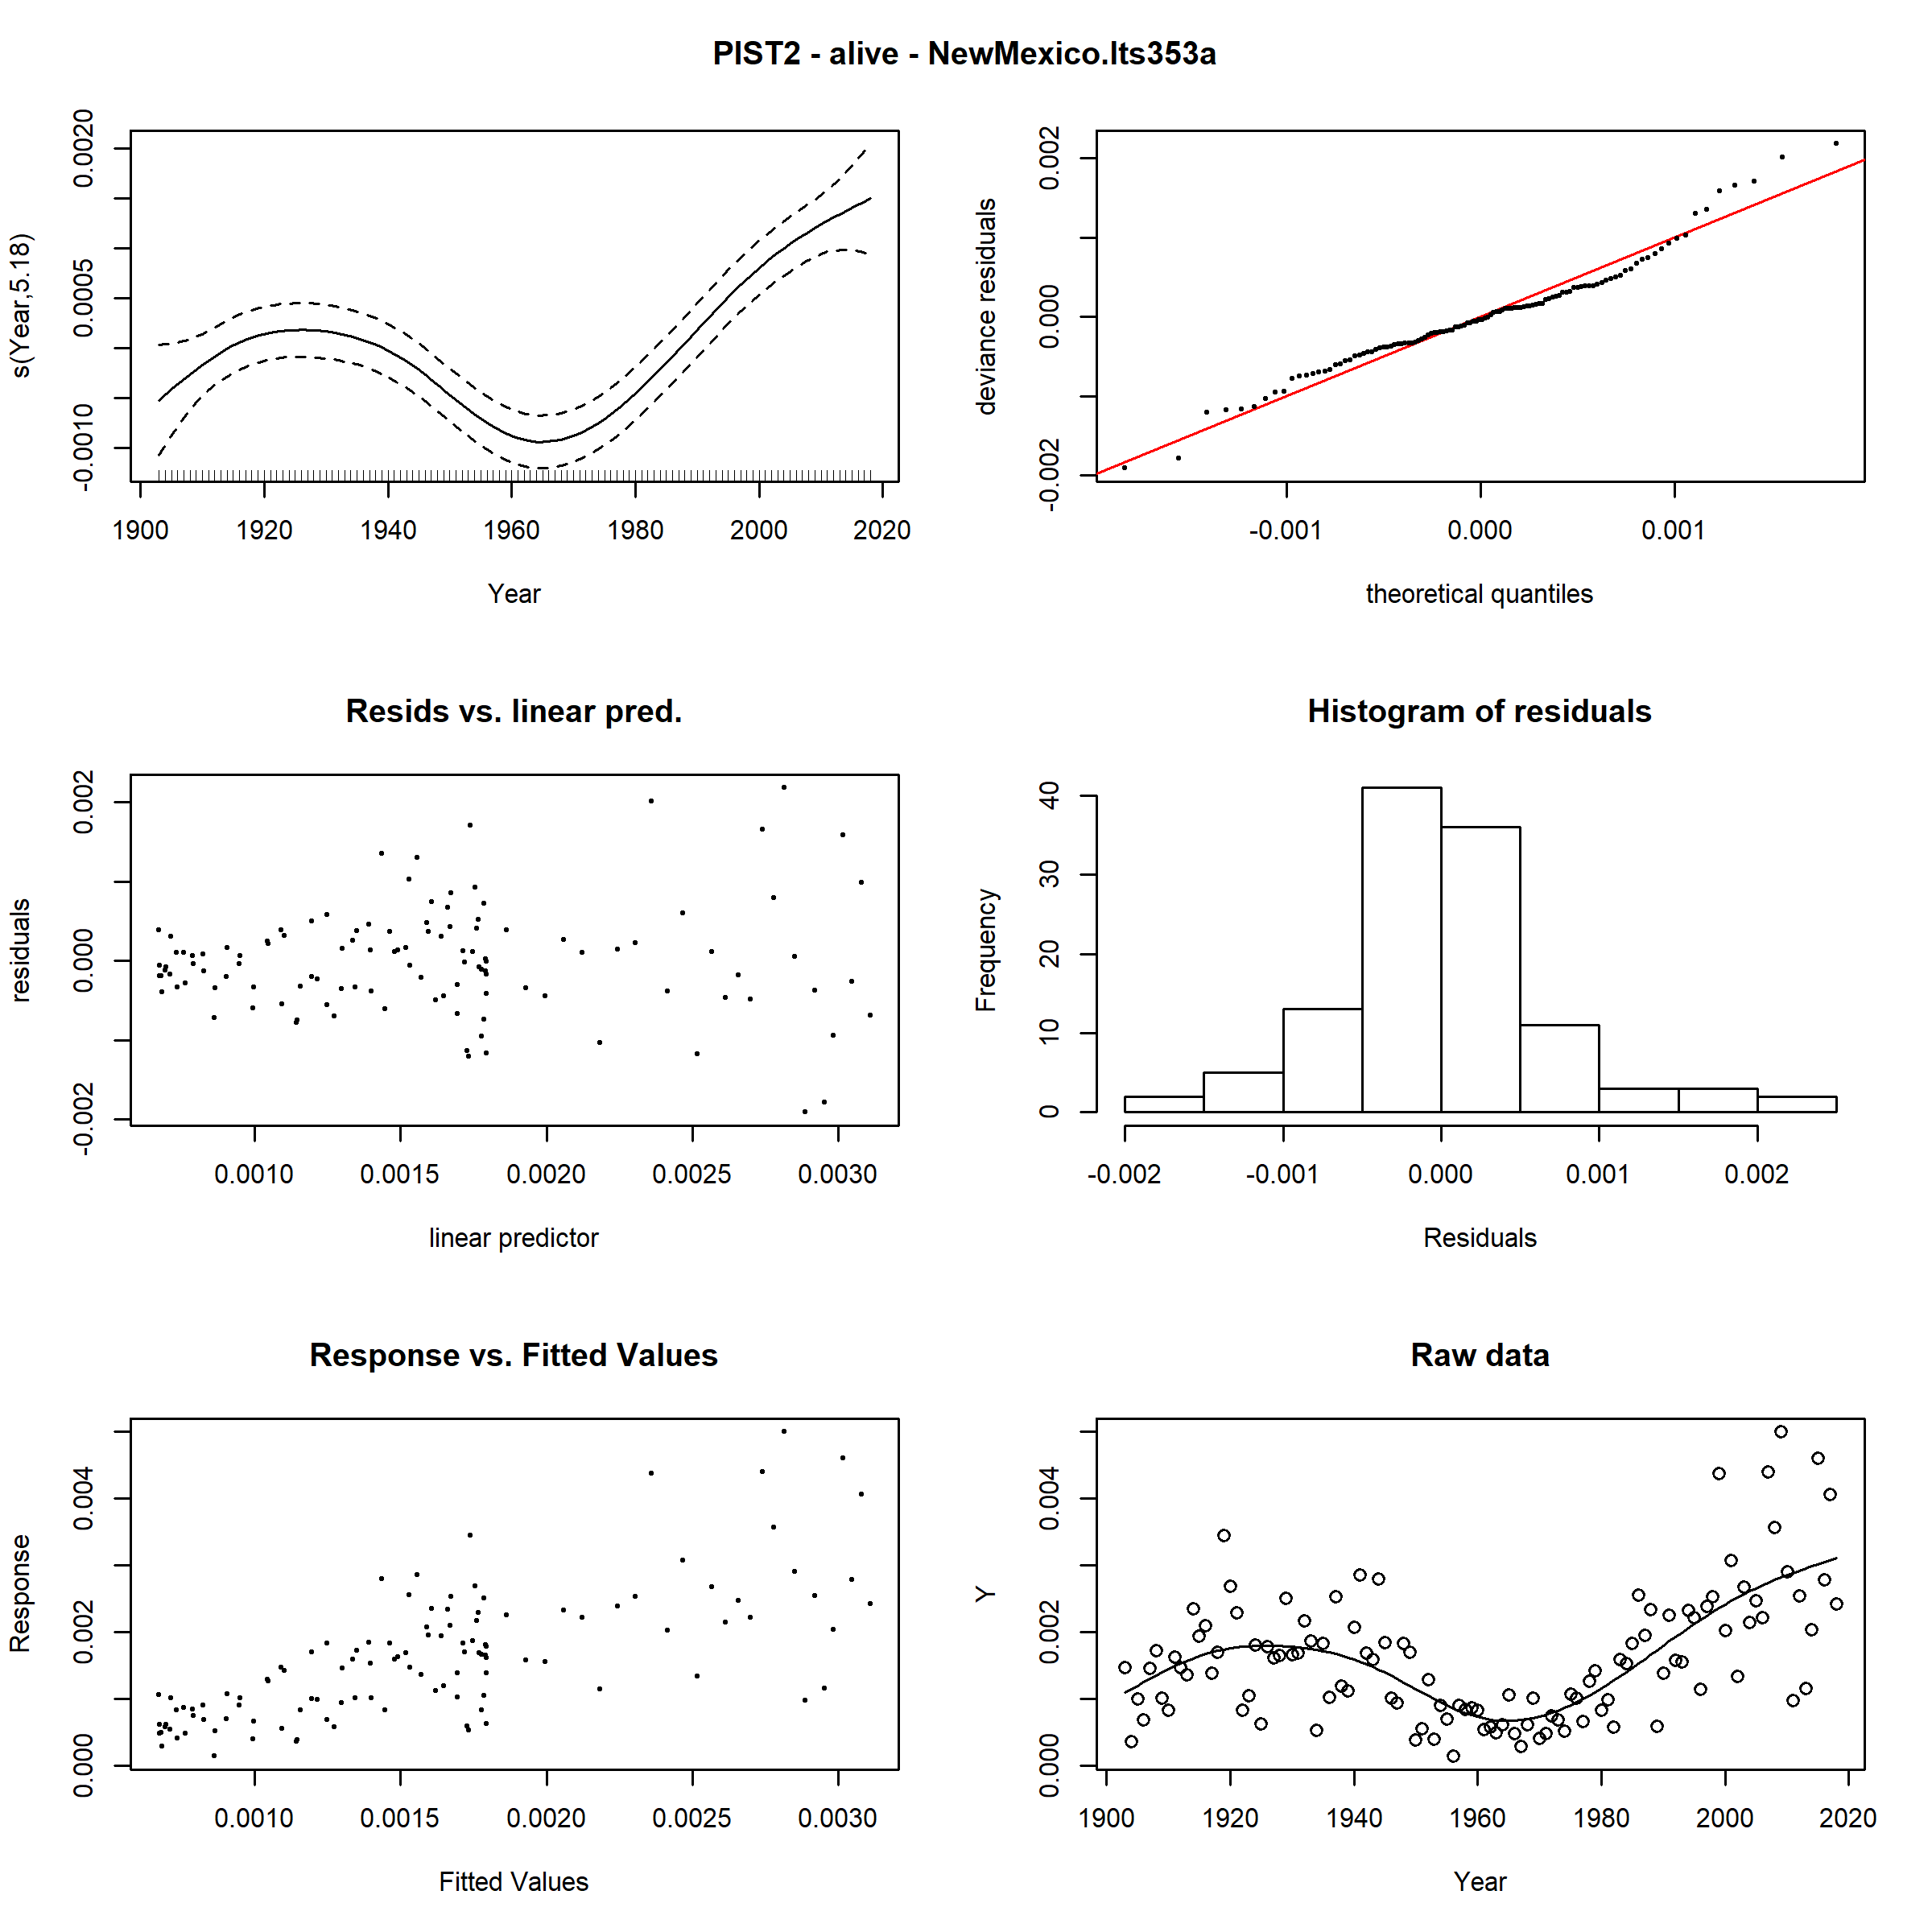 PIST2 - alive - NewMexico.lts353a
s(Year,5.18)
-0.0010 0.0005 0.0020
1900 1920 1940 1960 1980 2000 2020
Year
deviance residuals
-0.002 0.000 0.002
-0.001 0.000 0.001
theoretical quantiles
Resids vs. linear pred.
residuals
-0.002 0.000 0.002
0.0010 0.0015 0.0020 0.0025 0.0030
linear predictor
Histogram of residuals
Frequency
0 10 20 30 40
-0.002 -0.001 0.000 0.001 0.002
Residuals
Response vs. Fitted Values
Response
0.000 0.002 0.004
0.0010 0.0015 0.0020 0.0025 0.0030
Fitted Values
Raw data
Y
0.000 0.002 0.004
1900 1920 1940 1960 1980 2000 2020
Year